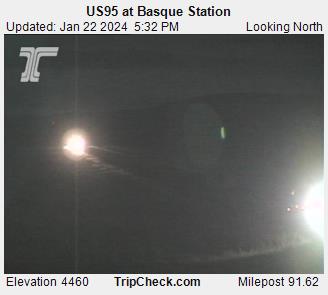 US95 at Basque Station
Updated: Jan 22 2024 5:32 PM Looking North
Elevation 4460 TripCheck.com Milepost 91.62